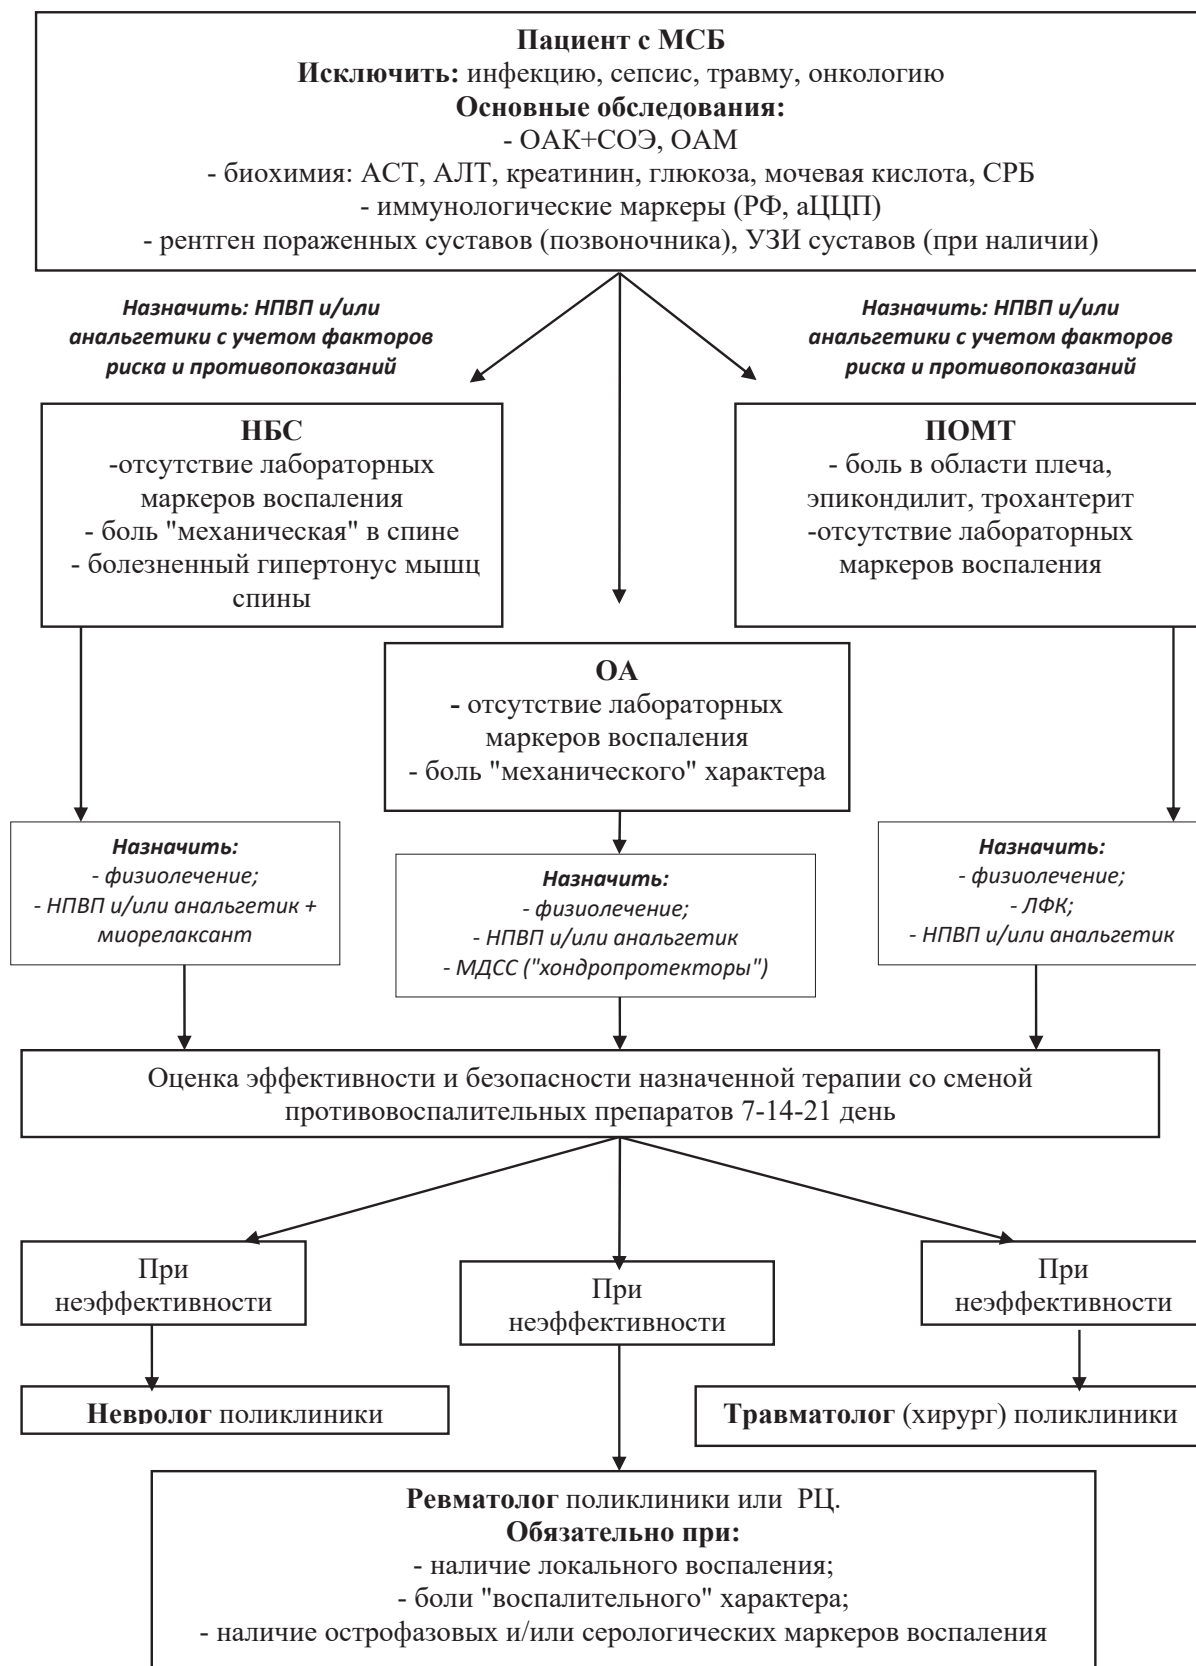 Пациент с МСБ
Исключить: инфекцию, сепсис, травму, онкологию
Основные обследования:
- ОАК+СОЭ, ОАМ
- биохимия: АСТ, АЛТ, креатинин, глюкоза, мочевая кислота, СРБ
- иммунологические маркеры (РФ, аЦЦП)
- рентген пораженных суставов (позвоночника), УЗИ суставов (при наличии)
Назначить: НПВП и/или
анальгетики с учетом факторов
риска и противопоказаний
Назначить: НПВП и/или
анальгетики с учетом факторов
риска и противопоказаний
НБС
-отсутствие лабораторных
маркеров воспаления
- боль "механическая" в спине
- болезненный гипертонус мышц
спины
ПОМТ
- боль в области плеча,
эпикондилит, трохантерит
-отсутствие лабораторных
маркеров воспаления
ОА
- отсутствие лабораторных
маркеров воспаления
- боль "механического" характера
Назначить:
- физиолечение;
- НПВП и/или анальгетик +
миорелаксант
Назначить:
- физиолечение;
- НПВП и/или анальгетик
- МДСС ("хондропротекторы")
Назначить:
- физиолечение;
- ЛФК;
- НПВП и/или анальгетик
Оценка эффективности и безопасности назначенной терапии со сменой
противовоспалительных препаратов 7-14-21 день
При
неэффективности
При
неэффективности
При
неэффективности
Невролог поликлиники
Травматолог (хирург) поликлиники
Ревматолог поликлиники или РЦ.
Обязательно при:
- наличие локального воспаления;
- боли "воспалительного" характера;
- наличие острофазовых и/или серологических маркеров воспаления